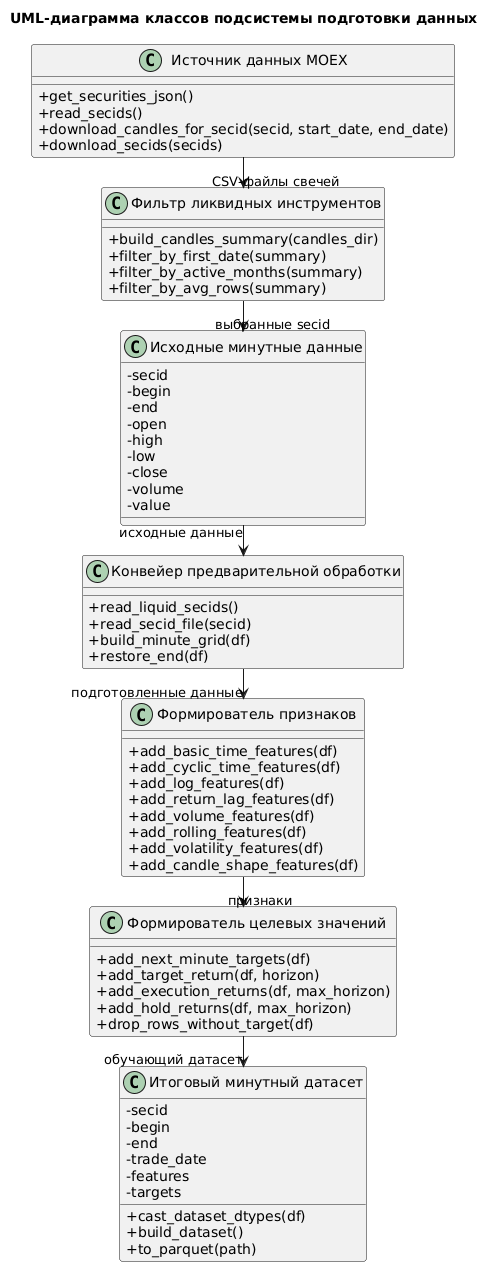 UML-диаграмма классов подсистемы подготовки данных
C Источник данных MOEX
+get_securities_json()
+read_secids()
+download_candles_for_secid(secid, start_date, end_date)
+download_secids(secids)
CSV-файлы свечей
C Фильтр ликвидных инструментов
+build_candles_summary(candles_dir)
+filter_by_first_date(summary)
+filter_by_active_months(summary)
+filter_by_avg_rows(summary)
выбранные secid
C Исходные минутные данные
-secid
-begin
-end
-open
-high
-low
-close
-volume
-value
исходные данные
C Конвейер предварительной обработки
+read_liquid_secids()
+read_secid_file(secid)
+build_minute_grid(df)
+restore_end(df)
подготовленные данные
C Формирователь признаков
+add_basic_time_features(df)
+add_cyclic_time_features(df)
+add_log_features(df)
+add_return_lag_features(df)
+add_volume_features(df)
+add_rolling_features(df)
+add_volatility_features(df)
+add_candle_shape_features(df)
признаки
C Формирователь целевых значений
+add_next_minute_targets(df)
+add_target_return(df, horizon)
+add_execution_returns(df, max_horizon)
+add_hold_returns(df, max_horizon)
+drop_rows_without_target(df)
обучающий датасет
C Итоговый минутный датасет
-secid
-begin
-end
-trade_date
-features
-targets
+cast_dataset_dtypes(df)
+build_dataset()
+to_parquet(path)